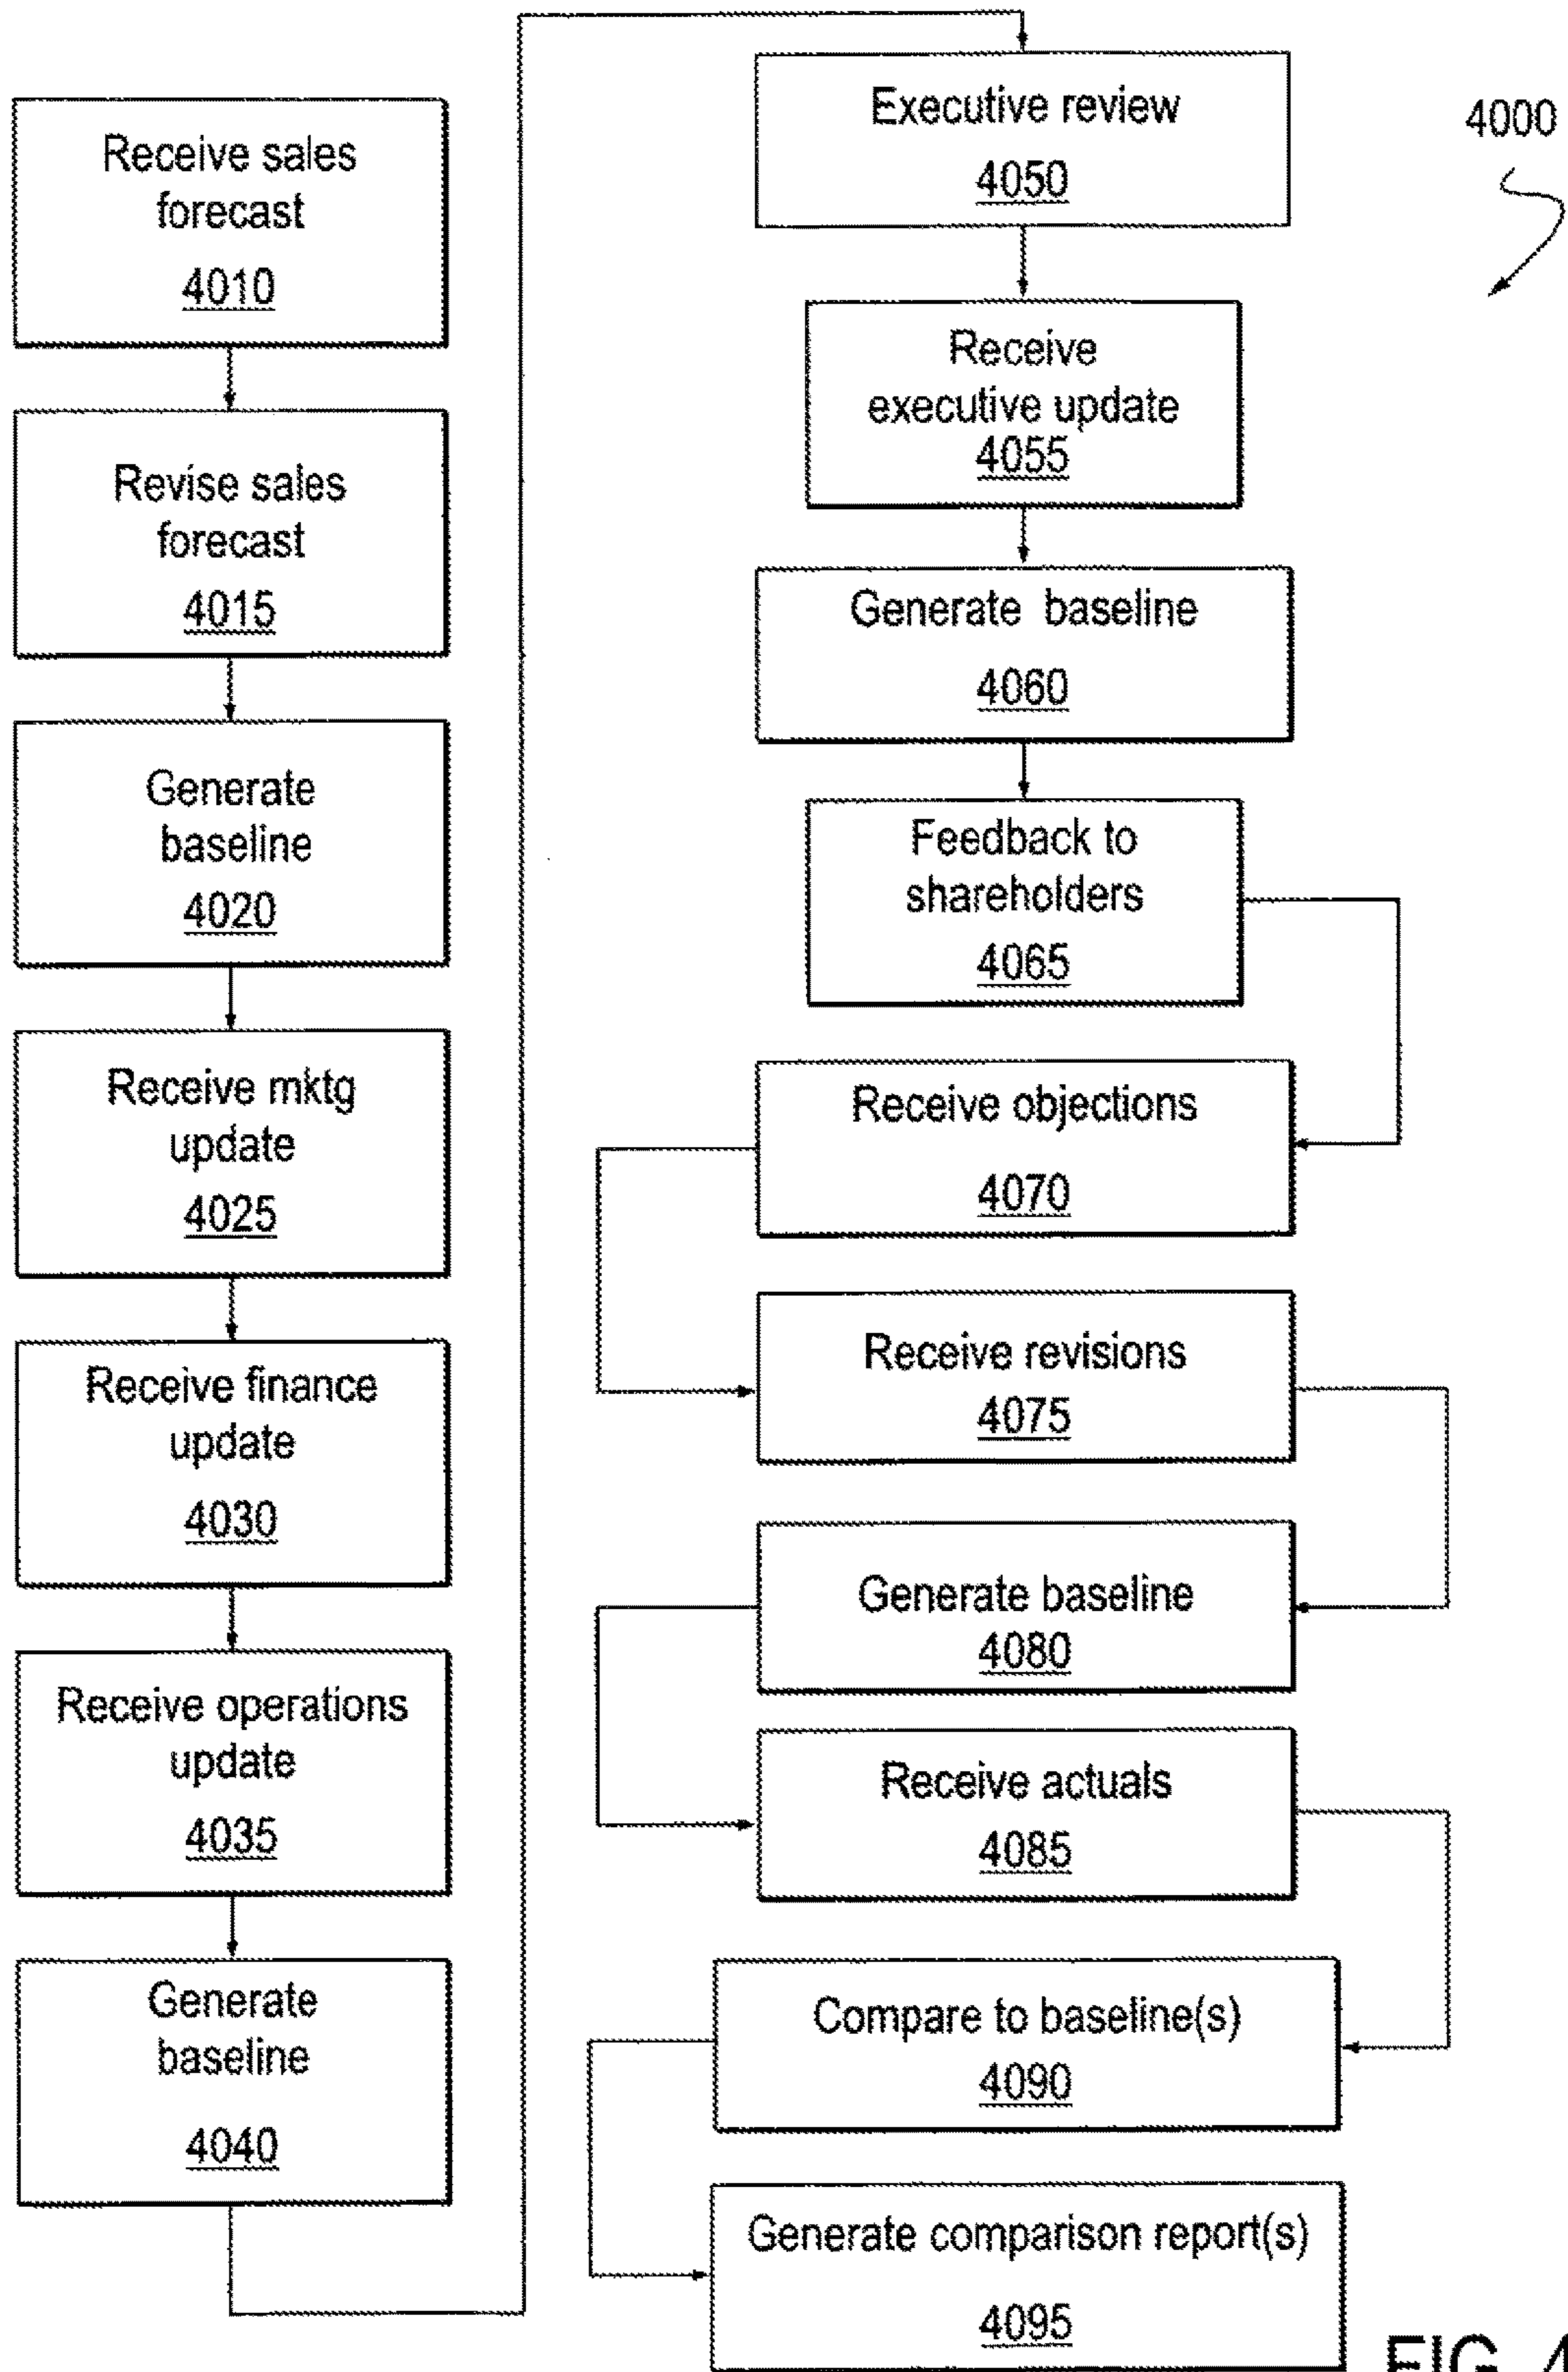 Receive sales
forecast
4010
Revise sales
forecast
4015
Generate
baseline
4020
Receive mktg
update
4025
Receive finance
update
4030
Receive operations
update
4035
Generate
baseline
4040
Executive review
4050
4000
Receive
executive update
4055
Generate baseline
4060
Feedback to
shareholders
4065
Receive objections
4070
Receive revisions
4075
Generate baseline
4080
Receive actuals
4085
Compare to baseline(s)
4090
Generate comparison report(s)
4095
FIG. 4